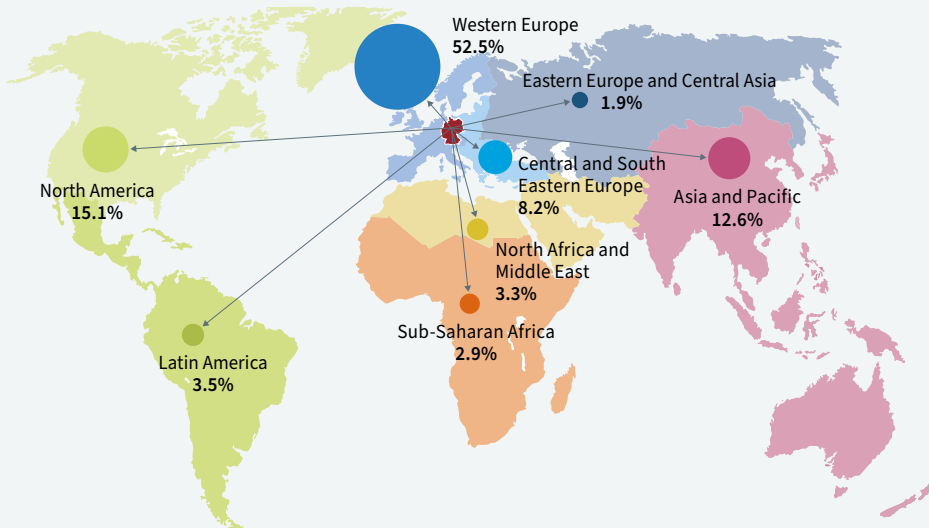 Western Europe
52.5%
Eastern Europe and Central Asia
1.9%
North America
15.1%
Central and South
Eastern Europe
8.2%
Asia and Pacific
12.6%
North Africa and
Middle East
3.3%
Sub-Saharan Africa
2.9%
Latin America
3.5%